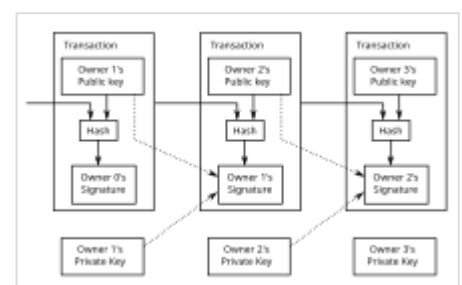 Transaction
Owner 1's
Public key
Hash
Owner 0's
Signature
Transaction
Owner 2's
Public key
Hash
Owner 1's
Signature
Transaction
Owner 3's
Public key
Hash
Owner 2's
Signature
Owner 1's
Private Key
Owner 2's
Private Key
Owner 3's
Private Key